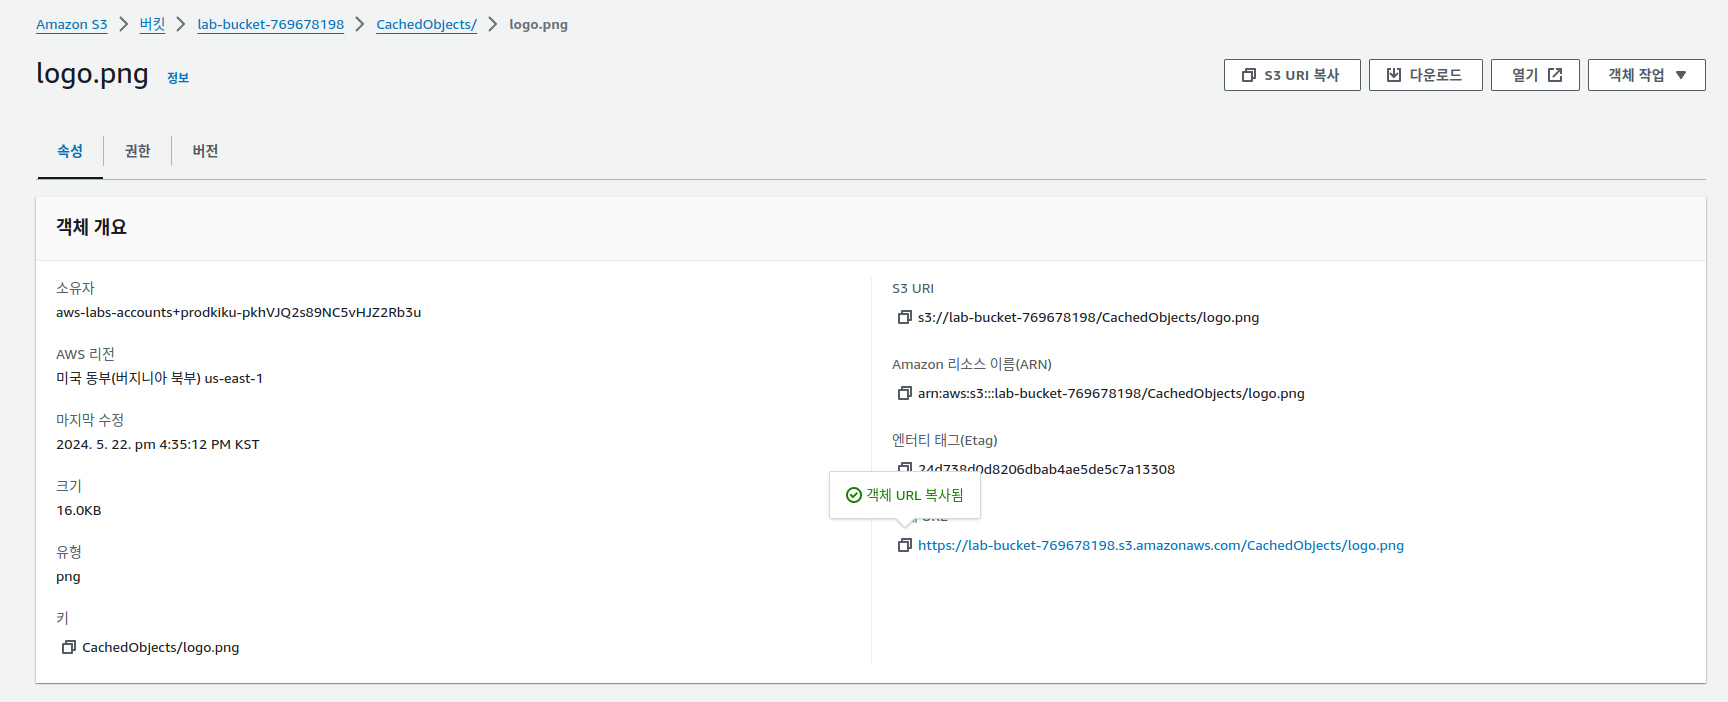 Amazon S3 > 버킷 > lab-bucket-769678198 > CachedObjects/ > logo.png
logo.png 정보
S3 URI 복사
다운로드
열기
객체 작업
속성
권한
버전
객체 개요
소유자
aws-labs-accounts+prodkiku-pkhVJQ2s89NC5vHJZ2Rb3u
AWS 리전
미국 동부(버지니아 북부) us-east-1
마지막 수정
2024. 5. 22. pm 4:35:12 PM KST
크기
16.0KB
유형
png
키
CachedObjects/logo.png
S3 URI
s3://lab-bucket-769678198/CachedObjects/logo.png
Amazon 리소스 이름(ARN)
arn:aws:s3:::lab-bucket-769678198/CachedObjects/logo.png
엔터티 태그(Etag)
24d738d0d8206dbab4ae5de5c7a13308
객체 URL 복사됨
URL
https://lab-bucket-769678198.s3.amazonaws.com/CachedObjects/logo.png